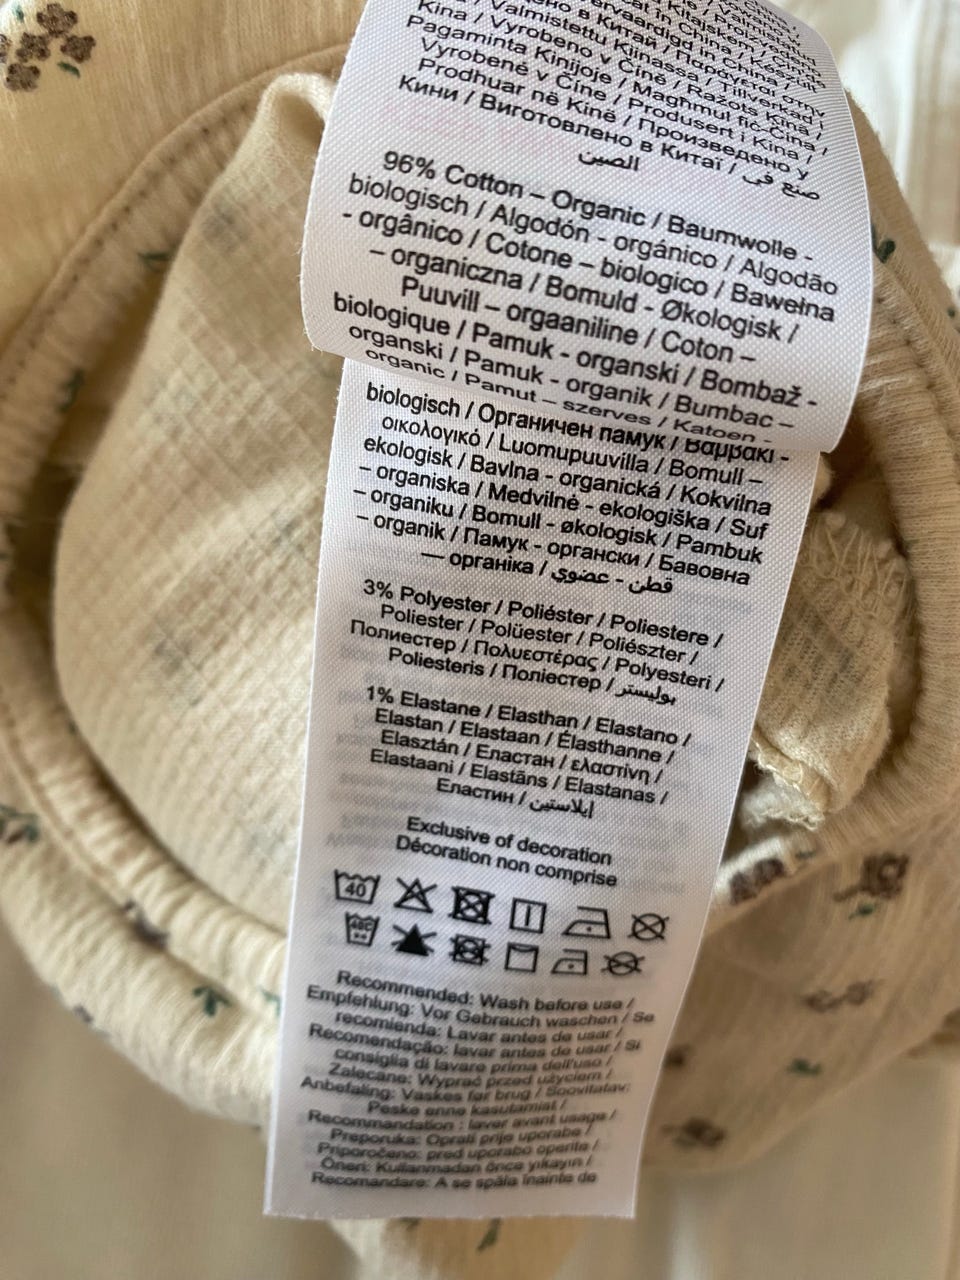 Kina / Vyrobeno v Číně / Ražots Ķīnā /
Pagaminta Kinijoje / Maghmul fiċ-Ċina /
Vyrobené v Číne / Produsert i Kina /
Prodhuar në Kinë / Произведено у
Кини / Виготовлено в Китаї / صنع في
الصين
96% Cotton – Organic / Baumwolle -
biologisch / Algodón - orgánico / Algodão
- orgânico / Cotone – biologico / Bawełna
– organiczna / Bomuld - Økologisk /
Puuvill – orgaaniline / Coton –
biologique / Pamuk - organski / Bombaž -
organski / Pamuk - organik / Bumbac –
organic / Pamut – szerves / Katoen -
biologisch / Органичен памук / Βαμβάκι -
οικολογικό / Luomupuuvilla / Bomull –
ekologisk / Bavlna - organická / Kokvilna
– organiska / Medvilnė - ekologiška / Suf
– organiku / Bomull - økologisk / Pambuk
– organik / Памук - органски / Бавовна
— органіка / قطن - عضوي
3% Polyester / Poliéster / Poliestere /
Poliester / Polüester / Poliészter /
Полиестер / Πολυεστέρας / Polyesteri /
Poliesteris / Поліестер / بوليستر
1% Elastane / Elasthan / Elastano /
Elastan / Elastaan / Élasthanne /
Elasztán / Еластан / ελαστίνη /
Elastaani / Elastāns / Elastanas /
Еластин / إيلاستين
Exclusive of decoration
Décoration non comprise
40
Recommended: Wash before use /
Empfehlung: Vor Gebrauch waschen / Se
recomienda: Lavar antes de usar /
Recomendação: lavar antes de usar / Si
consiglia di lavare prima dell'uso /
Zalecane: Wyprać przed użyciem /
Anbefaling: Vaskes før brug / Soovitatav:
Peske enne kasutamist /
Recommandation : laver avant usage /
Preporuka: Oprati prije uporabe /
Priporočeno: pred uporabo operite /
Öneri: Kullanmadan önce yıkayın /
Recomandare: A se spăla înainte de